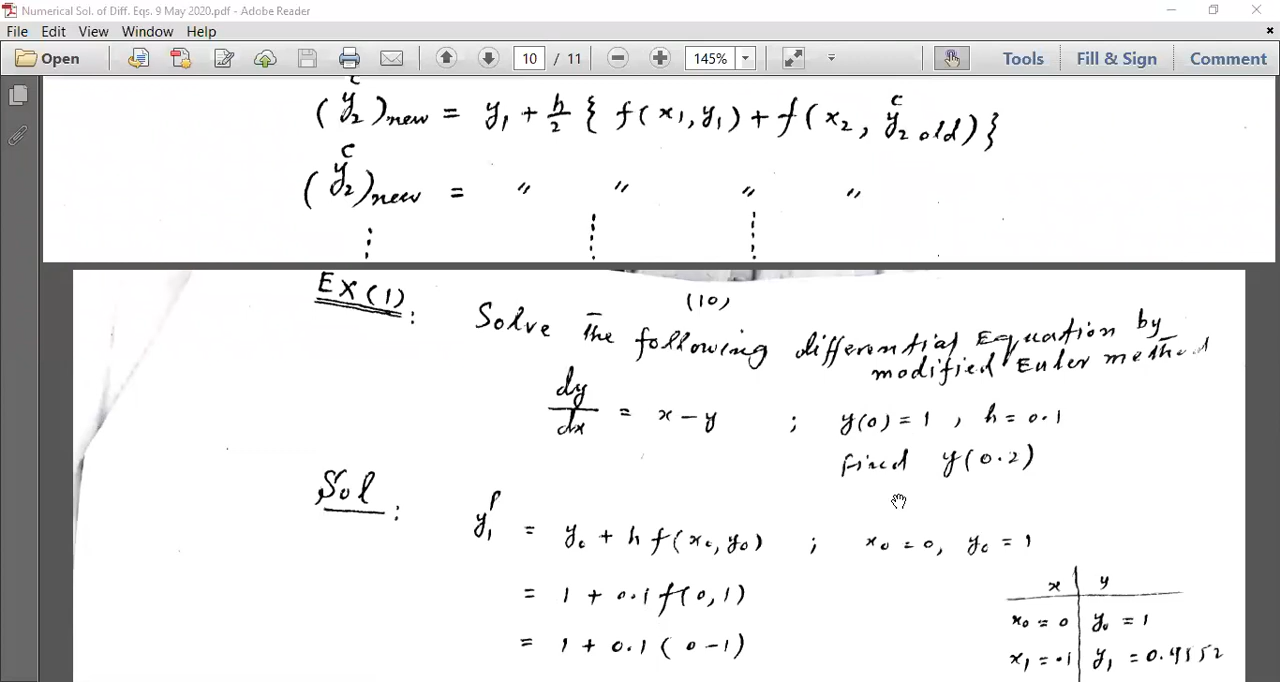 Numerical Sol. of Diff. Eqs. 9 May 2020.pdf - Adobe Reader
File Edit View Window Help
Open 10 / 11 145% Tools Fill & Sign Comment
(y₂ᶜ)new = y₁ + h/2 { f(x₁, y₁) + f(x₂, y₂ᶜ old) }
(y₂ᶜ)new = " " " "
(10)
EX(1): Solve The following differential Equation by
modified Euler method
dy/dx = x - y ; y(0) = 1 , h = 0.1
find y(0.2)
Sol : y₁ᵖ = y₀ + h f(x₀, y₀) ; x₀ = 0, y₀ = 1
= 1 + 0.1 f(0, 1)
= 1 + 0.1 ( 0 - 1)
x y
x₀ = 0 y₀ = 1
x₁ = .1 y₁ =